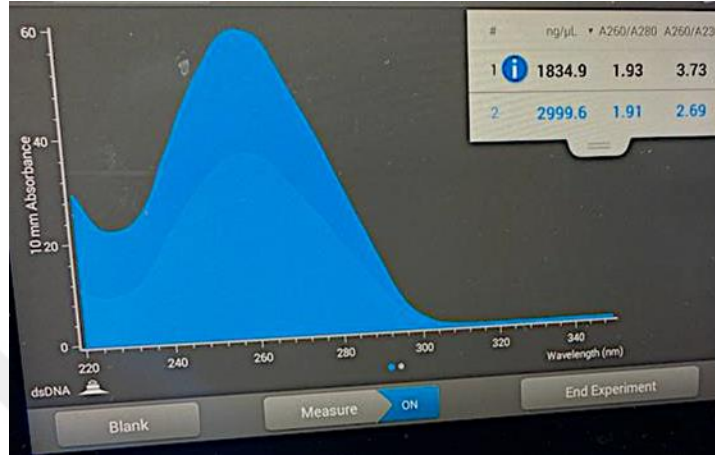 # ng/µL ▾ A260/A280 A260/A230
1 i 1834.9 1.93 3.73
2 2999.6 1.91 2.69
60
40
20
0
10 mm Absorbance
220 240 260 280 300 320 340
Wavelength (nm)
dsDNA
Blank
Measure
ON
End Experiment